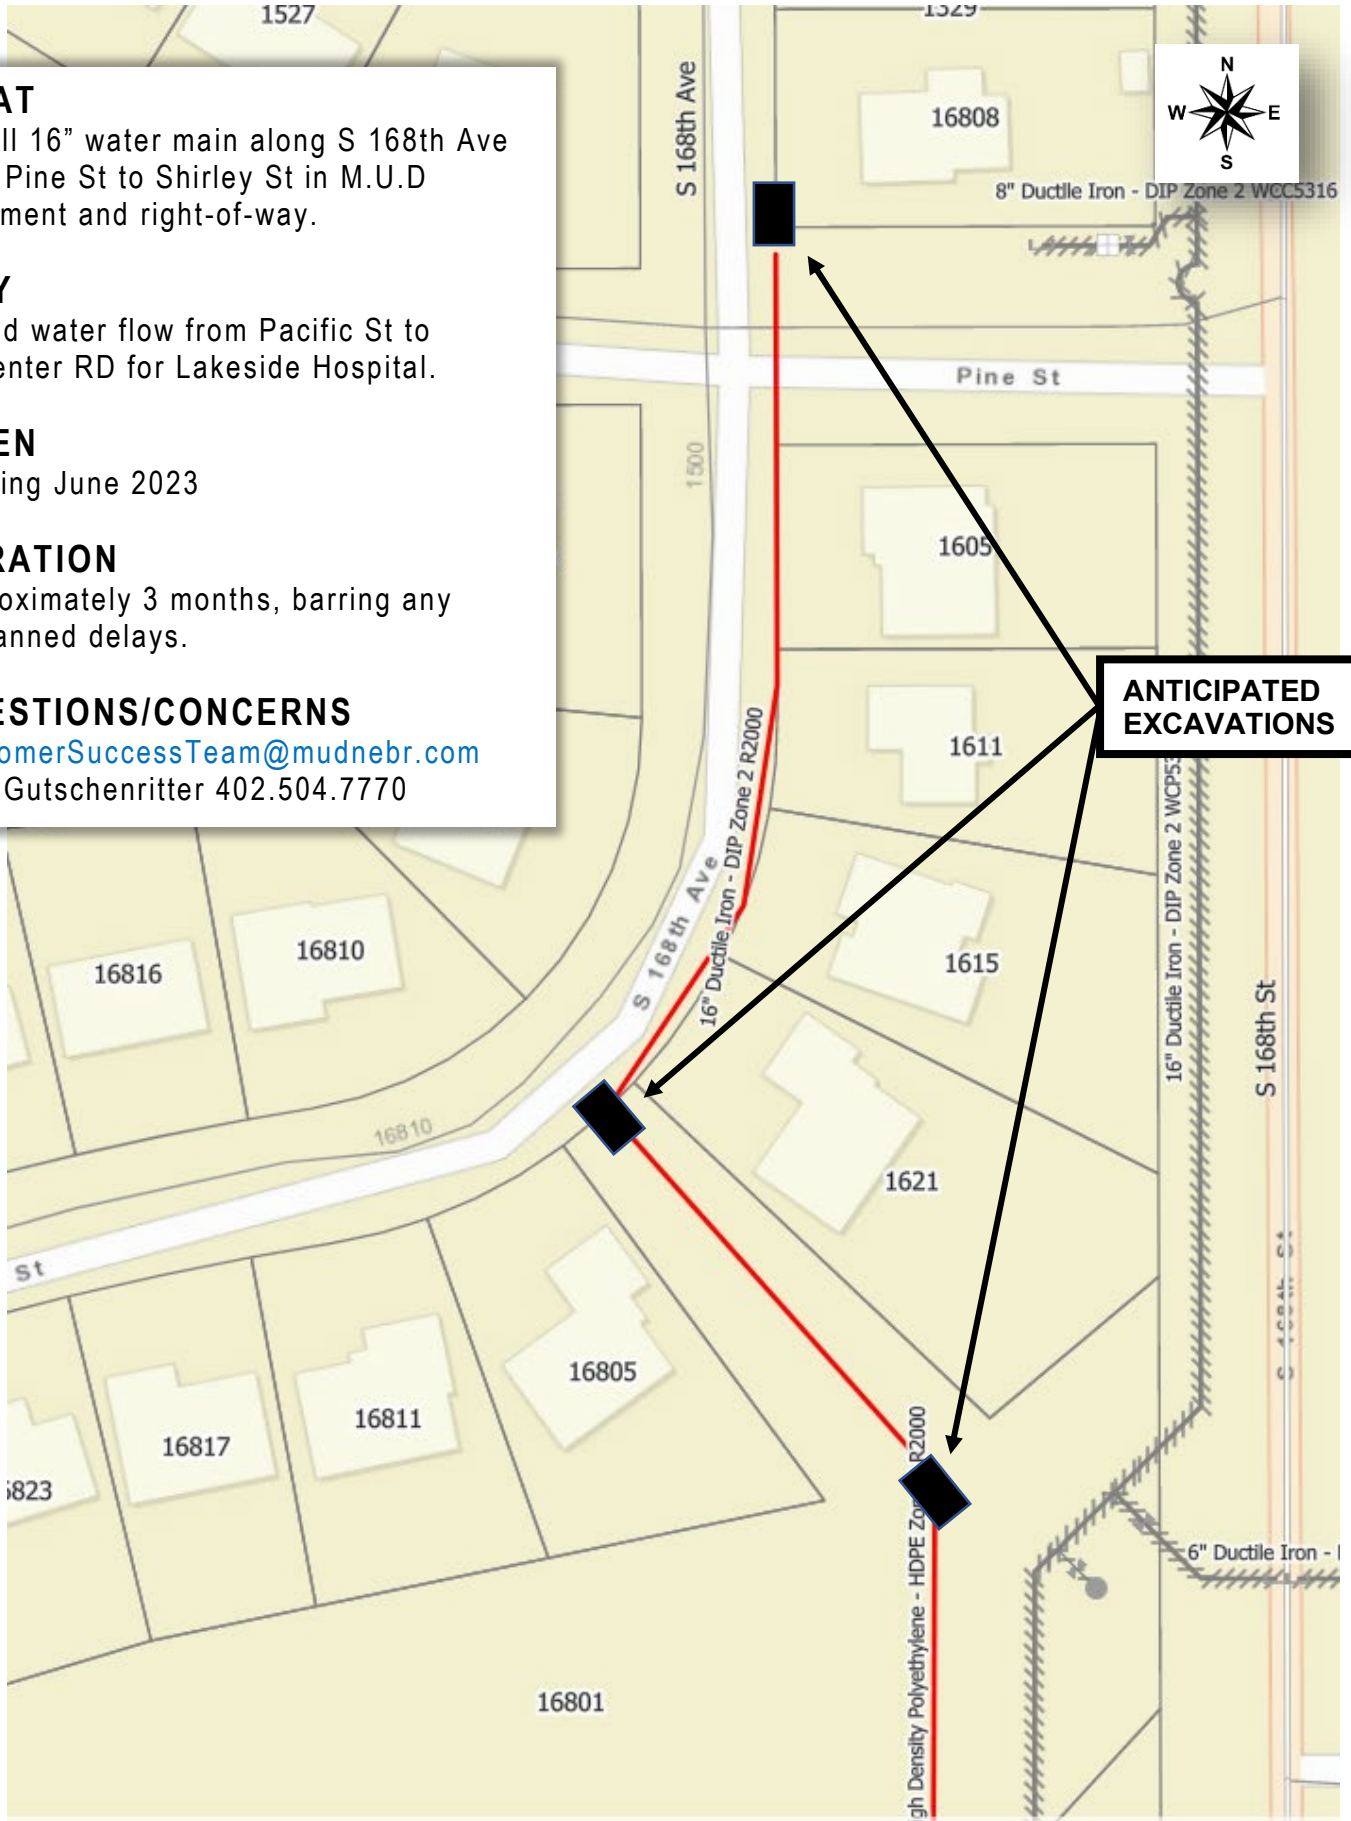 1527
1329
AT
ll 16” water main along S 168th Ave
Pine St to Shirley St in M.U.D
ment and right-of-way.
Y
d water flow from Pacific St to
enter RD for Lakeside Hospital.
EN
ing June 2023
RATION
oximately 3 months, barring any
anned delays.
ESTIONS/CONCERNS
omerSuccessTeam@mudnebr.com
Gutschenritter 402.504.7770
S 168th Ave
16808
N
W E
S
8" Ductile Iron - DIP Zone 2 WCC5316
Pine St
1500
1605
ANTICIPATED
EXCAVATIONS
1611
16" Ductile Iron - DIP Zone 2 R2000
16" Ductile Iron - DIP Zone 2 WCP53
S 168th Ave
16816
16810
1615
S 168th St
16810
1621
St
S 168th St
16805
16811
16817
6823
6" Ductile Iron -
gh Density Polyethylene - HDPE Zo R2000
16801